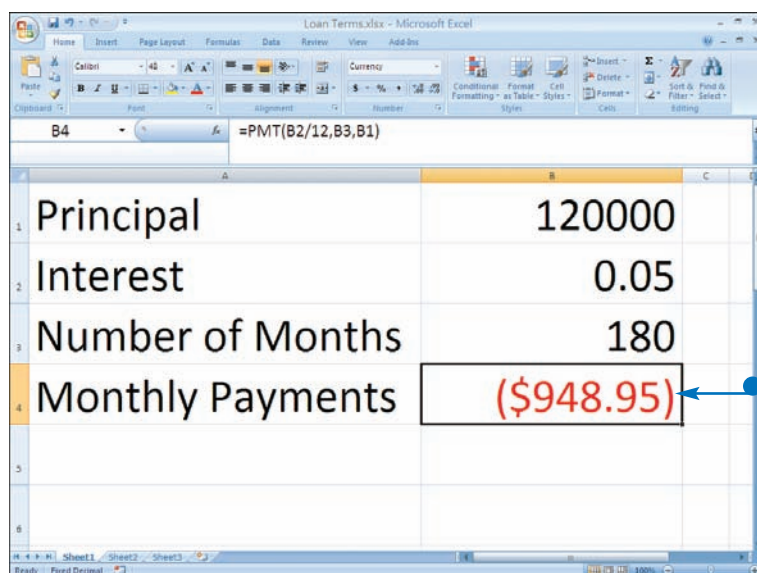 Loan Terms.xlsx - Microsoft Excel
Home Insert Page Layout Formulas Data Review View Add-Ins
Paste
Calibri 48 A A
B I U A
Currency
$ % ,
Conditional Formatting
Format as Table
Cell Styles
Insert
Delete
Format
Σ
Sort & Filter
Find & Select
Clipboard Font Alignment Number Styles Cells Editing
B4 fx =PMT(B2/12,B3,B1)
A B C D
1 Principal 120000
2 Interest 0.05
3 Number of Months 180
4 Monthly Payments ($948.95)
5
6
Sheet1 Sheet2 Sheet3
Ready Fixed Decimal 100%